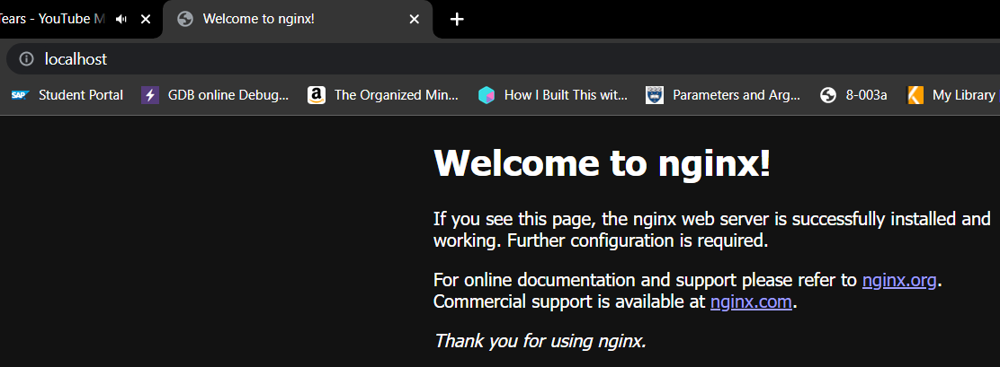 Tears - YouTube M
Welcome to nginx!
localhost
SAP Student Portal GDB online Debug... a The Organized Min... How I Built This wit... Parameters and Arg... 8-003a My Library
Welcome to nginx!
If you see this page, the nginx web server is successfully installed and
working. Further configuration is required.
For online documentation and support please refer to nginx.org.
Commercial support is available at nginx.com.
Thank you for using nginx.